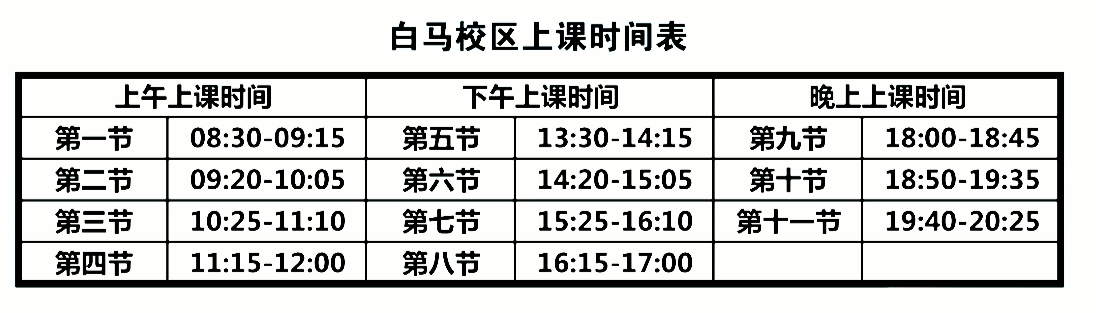 白马校区上课时间表
上午上课时间 下午上课时间 晚上上课时间
第一节 08:30-09:15 第五节 13:30-14:15 第九节 18:00-18:45
第二节 09:20-10:05 第六节 14:20-15:05 第十节 18:50-19:35
第三节 10:25-11:10 第七节 15:25-16:10 第十一节 19:40-20:25
第四节 11:15-12:00 第八节 16:15-17:00